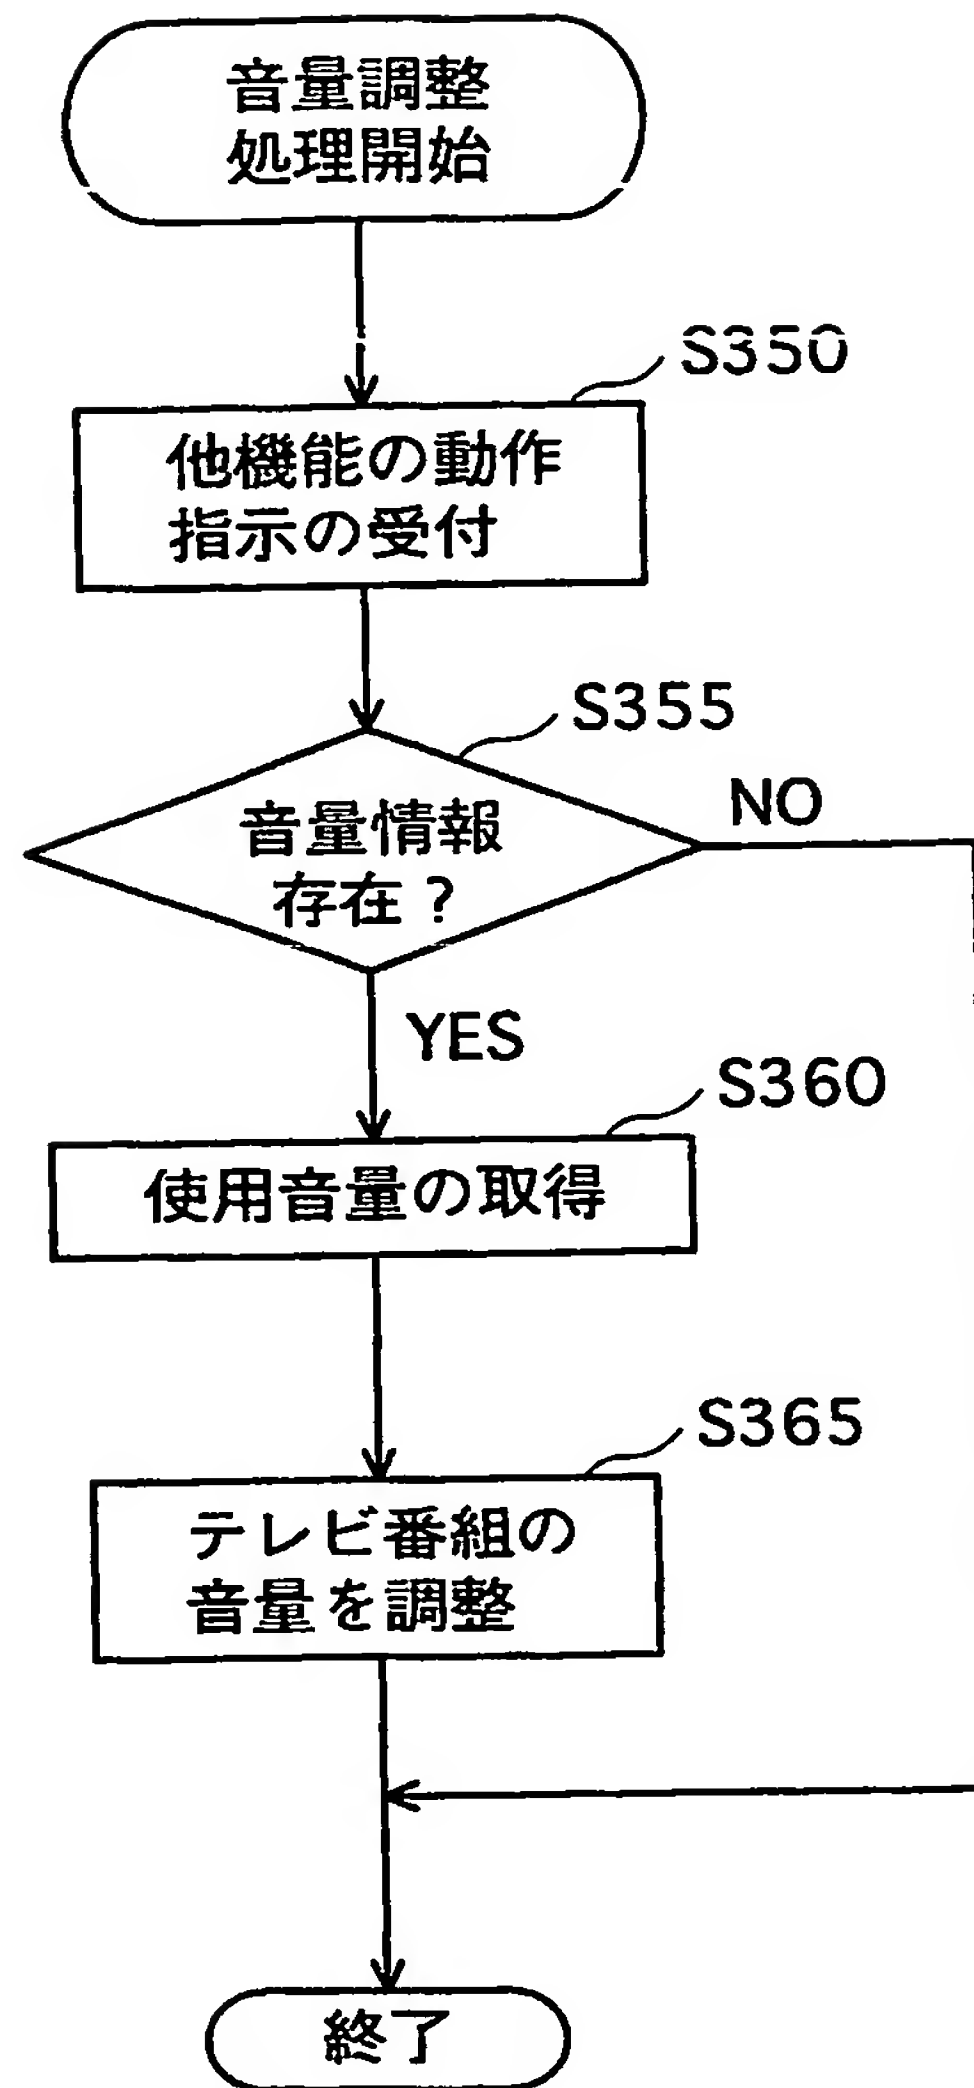 音量調整
処理開始
S350
他機能の動作
指示の受付
S355
音量情報
存在?
NO
YES
S360
使用音量の取得
S365
テレビ番組の
音量を調整
終了